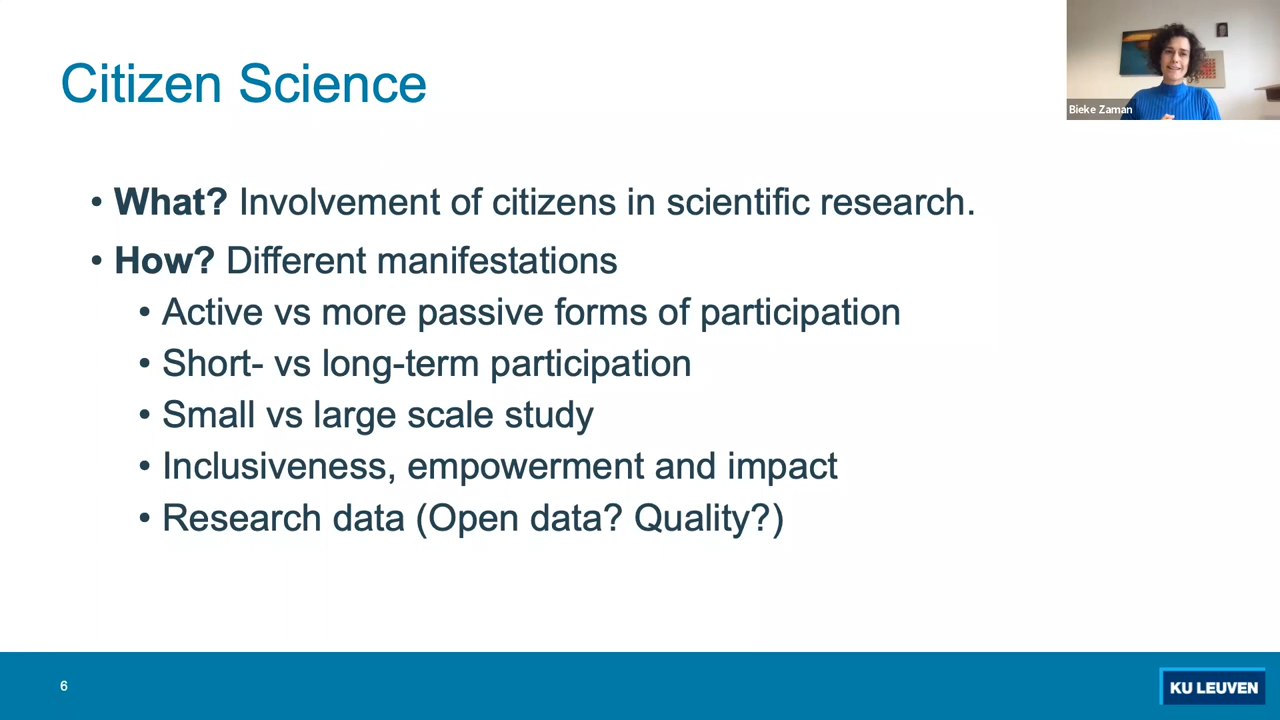 Citizen Science
Bieke Zaman
• What? Involvement of citizens in scientific research.
• How? Different manifestations
• Active vs more passive forms of participation
• Short- vs long-term participation
• Small vs large scale study
• Inclusiveness, empowerment and impact
• Research data (Open data? Quality?)
6
KU LEUVEN